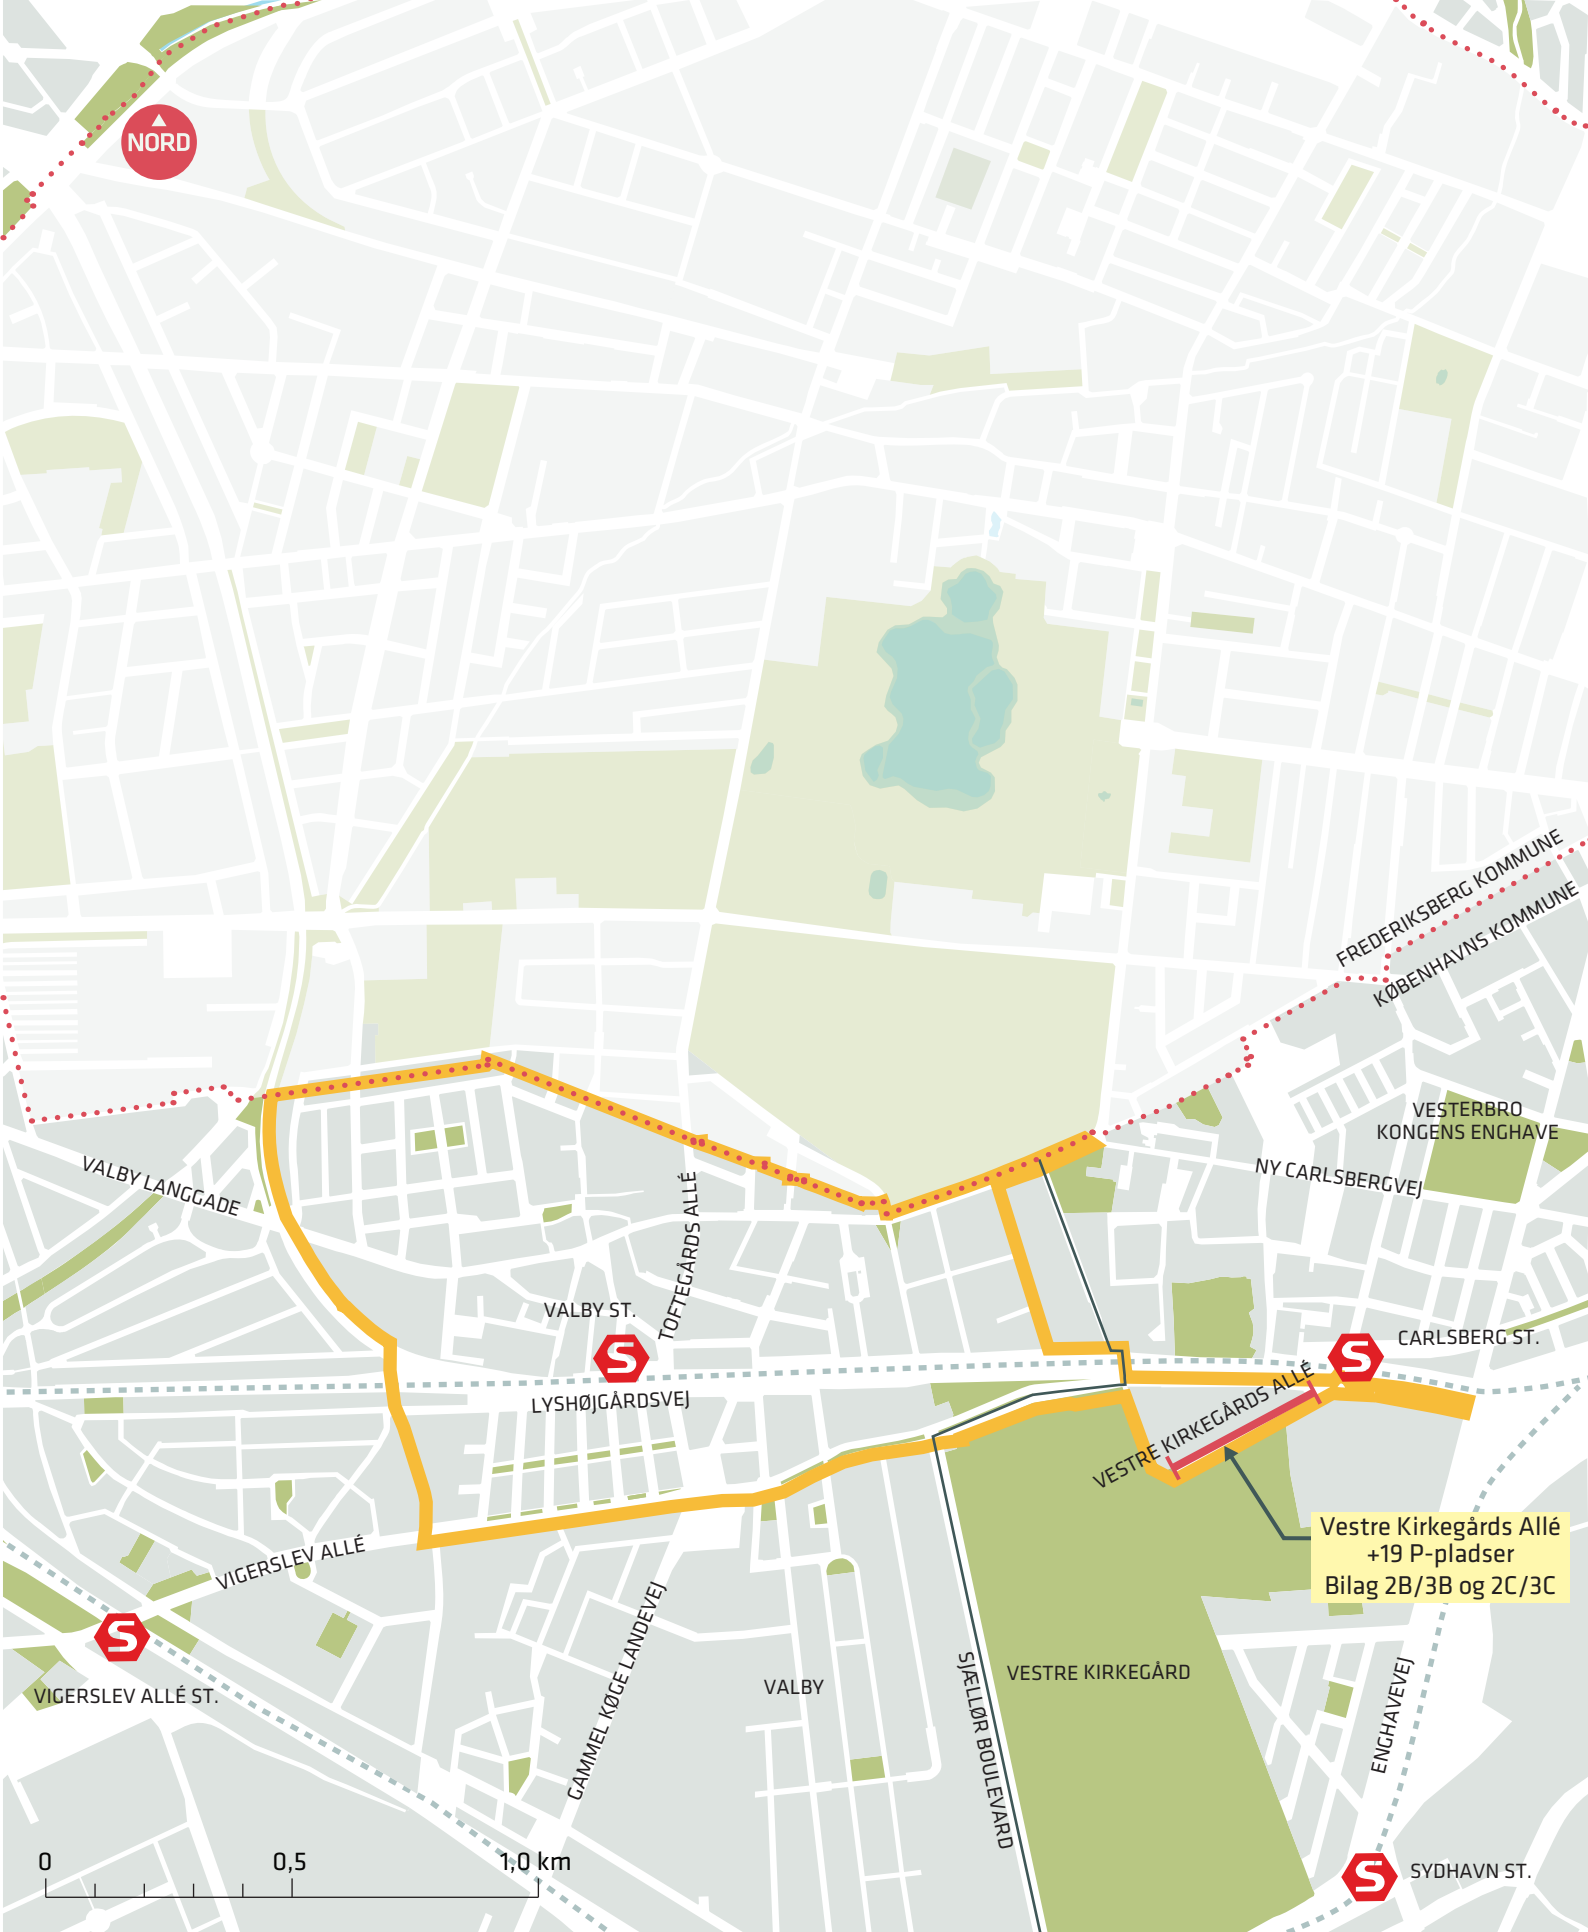 NORD
FREDERIKSBERG KOMMUNE
KØBENHAVNS KOMMUNE
VESTERBRO
KONGENS ENGHAVE
NY CARLSBERGVEJ
VALBY LANGGADE
TOFTEGÅRDS ALLÉ
VALBY ST.
S
LYSHØJGÅRDSVEJ
CARLSBERG ST.
S
VESTRE KIRKEGÅRDS ALLÉ
Vestre Kirkegårds Allé
+19 P-pladser
Bilag 2B/3B og 2C/3C
VIGERSLEV ALLÉ
S
VIGERSLEV ALLÉ ST.
GAMMEL KØGE LANDEVEJ
VALBY
SJÆLLØR BOULEVARD
VESTRE KIRKEGÅRD
ENGHAVEVEJ
S
SYDHAVN ST.
0 0,5 1,0 km